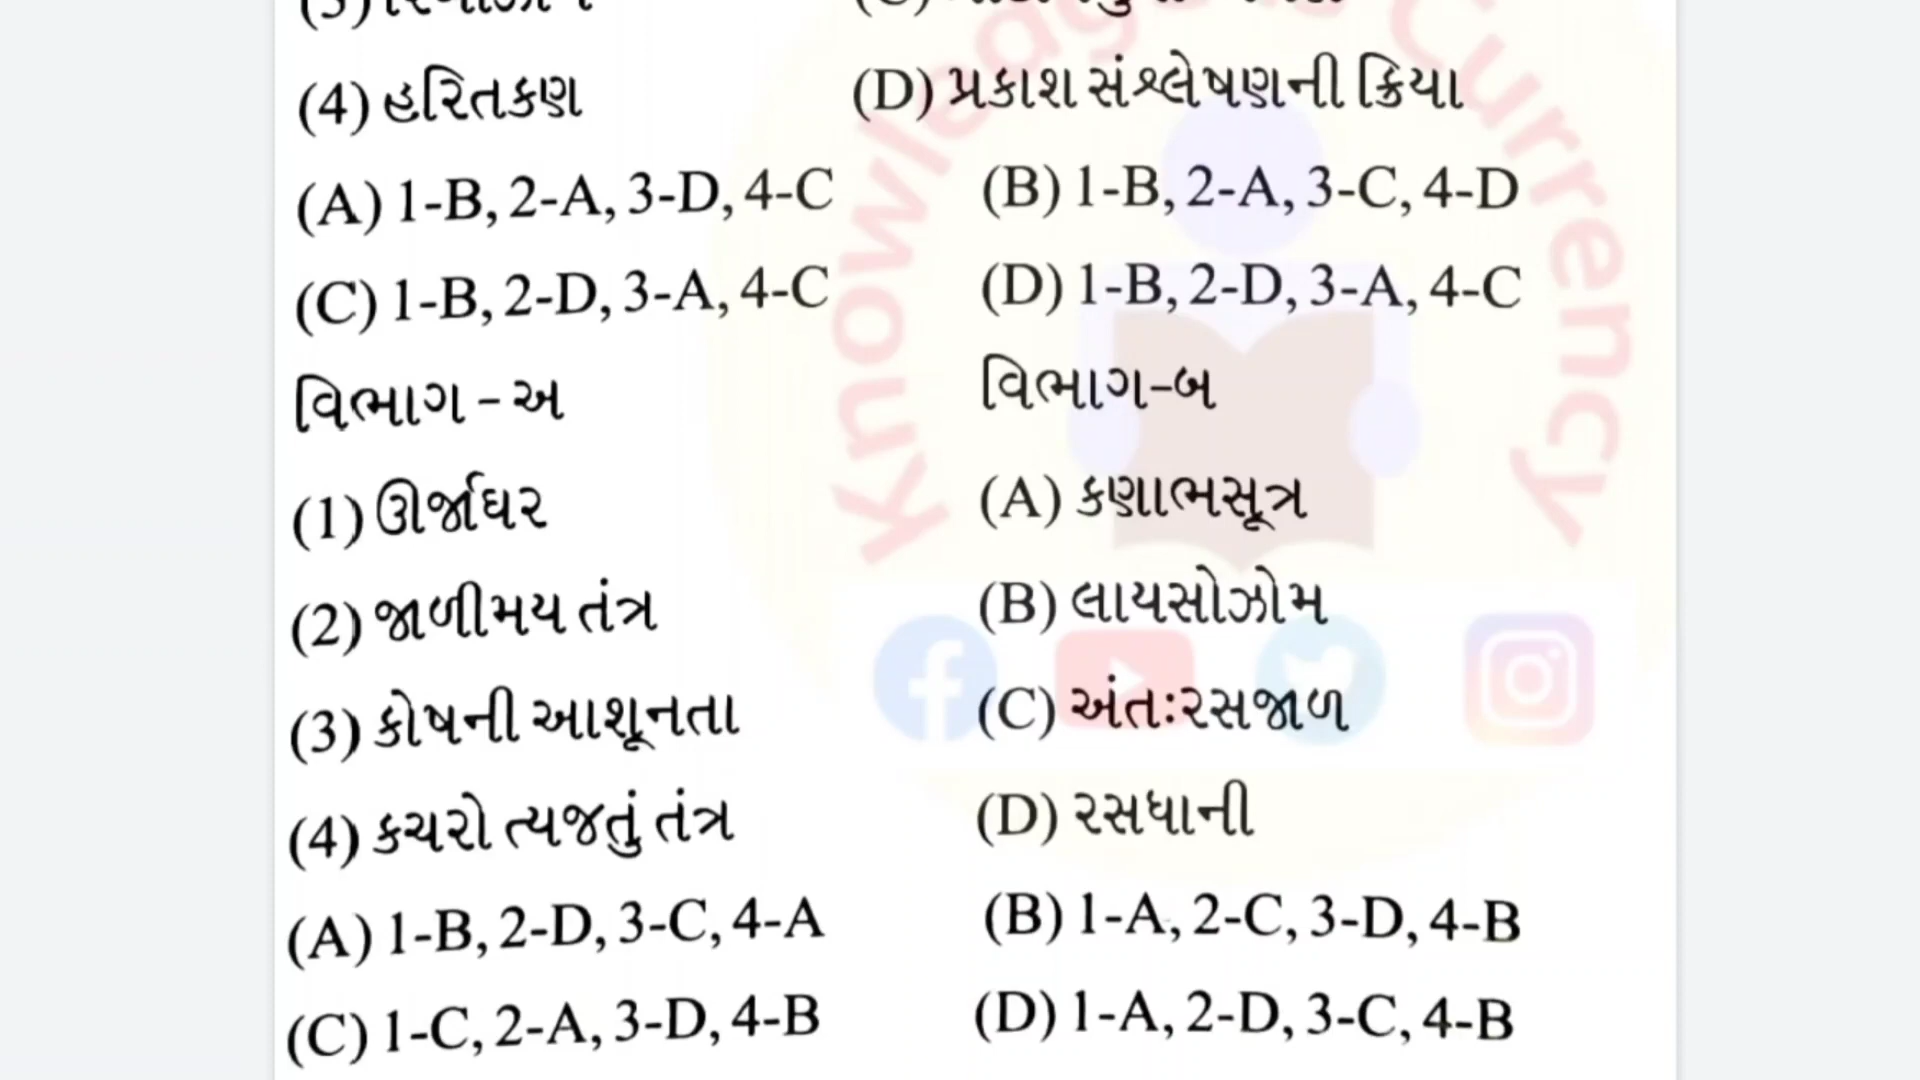 (4) હરિતકણ (D) પ્રકાશ સંશ્લેષણની ક્રિયા
(A) 1-B, 2-A, 3-D, 4-C (B) 1-B, 2-A, 3-C, 4-D
(C) 1-B, 2-D, 3-A, 4-C (D) 1-B, 2-D, 3-A, 4-C
વિભાગ - અ વિભાગ-બ
(1) ઊર્જાઘર (A) કણાભસૂત્ર
(2) જાળીમય તંત્ર (B) લાયસોઝોમ
(3) કોષની આશૂનતા (C) અંતઃરસજાળ
(4) કચરો ત્યજતું તંત્ર (D) રસધાની
(A) 1-B, 2-D, 3-C, 4-A (B) 1-A, 2-C, 3-D, 4-B
(C) 1-C, 2-A, 3-D, 4-B (D) 1-A, 2-D, 3-C, 4-B
Currency